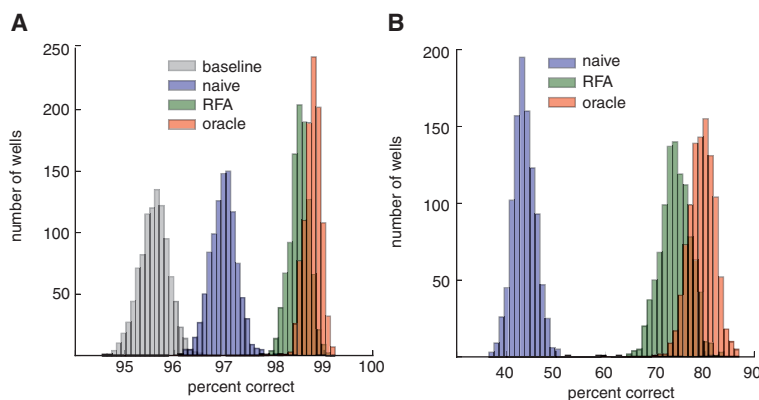 A
B
250
200
150
100
50
number of wells
baseline
naive
RFA
oracle
95 96 97 98 99 100
percent correct
200
150
100
50
number of wells
naive
RFA
oracle
40 50 60 70 80 90
percent correct